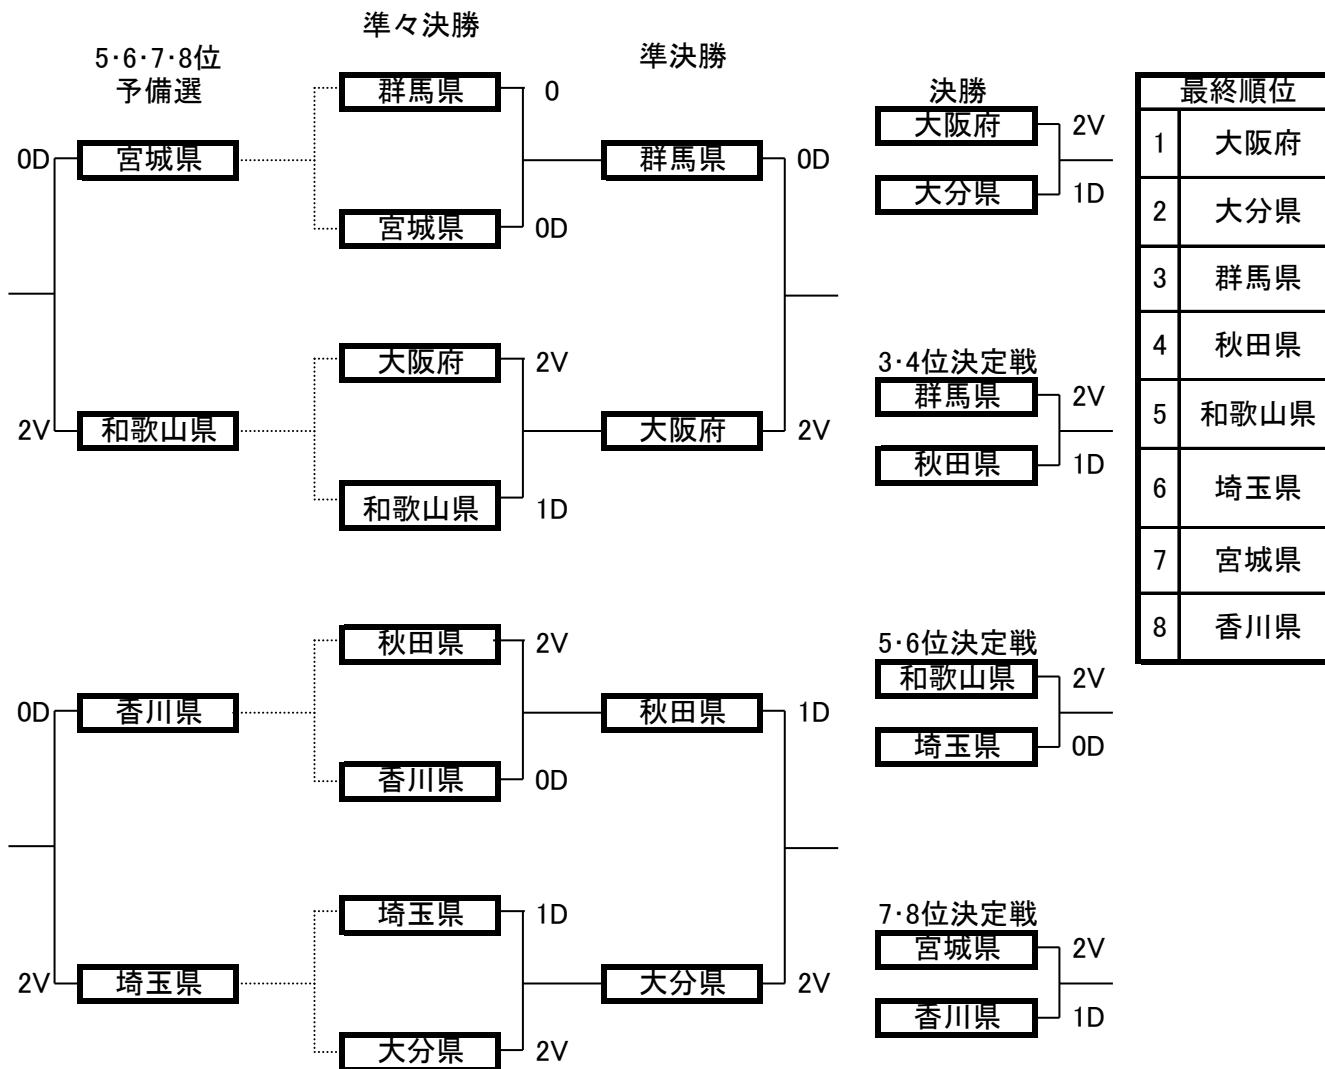 準々決勝
5・6・7・8位
予備選
準決勝
群馬県 0
決勝
最終順位
0D 宮城県
群馬県 0D
大阪府 2V
1 大阪府
宮城県 0D
大分県 1D
2 大分県
3 群馬県
大阪府 2V
3・4位決定戦
4 秋田県
2V 和歌山県
大阪府 2V
群馬県 2V
5 和歌山県
和歌山県 1D
秋田県 1D
6 埼玉県
7 宮城県
秋田県 2V
5・6位決定戦
8 香川県
0D 香川県
秋田県 1D
和歌山県 2V
香川県 0D
埼玉県 0D
埼玉県 1D
7・8位決定戦
2V 埼玉県
大分県 2V
宮城県 2V
大分県 2V
香川県 1D